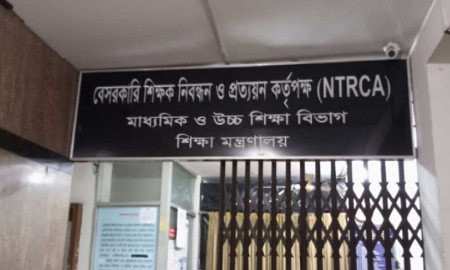 বেসরকারি শিক্ষক নিবন্ধন ও প্রত্যয়ন কর্তৃপক্ষ (NTRCA)
মাধ্যমিক ও উচ্চ শিক্ষা বিভাগ
শিক্ষা মন্ত্রণালয়